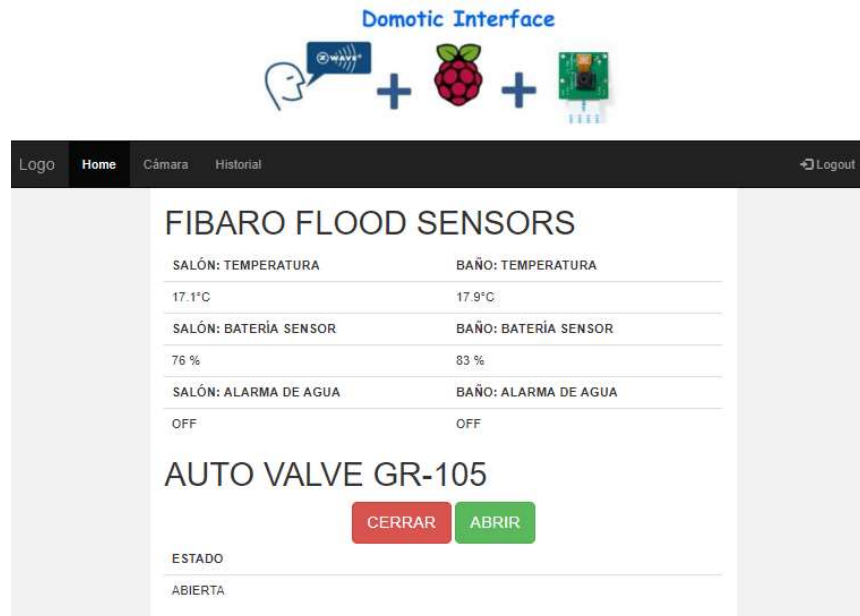 Domotic Interface
Z WAVE
Logo Home Cámara Historial Logout
FIBARO FLOOD SENSORS
SALÓN: TEMPERATURA BAÑO: TEMPERATURA
17.1°C 17.9°C
SALÓN: BATERÍA SENSOR BAÑO: BATERÍA SENSOR
76 % 83 %
SALÓN: ALARMA DE AGUA BAÑO: ALARMA DE AGUA
OFF OFF
AUTO VALVE GR-105
CERRAR ABRIR
ESTADO
ABIERTA